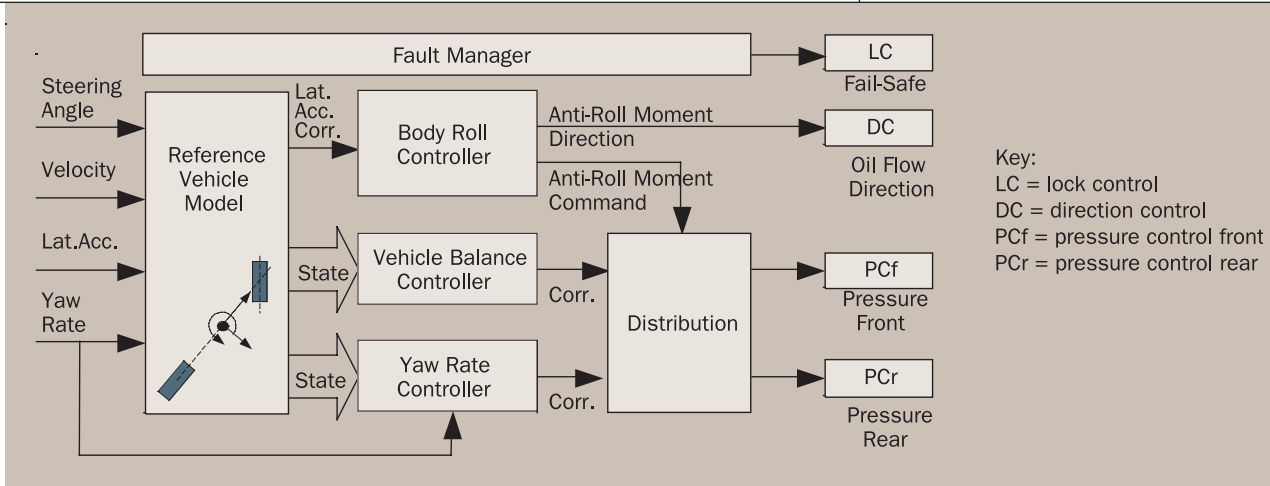 Fault Manager
LC
Fail-Safe
Steering
Angle
Velocity
Lat.Acc.
Yaw
Rate
Reference
Vehicle
Model
Lat.
Acc.
Corr.
Body Roll
Controller
Anti-Roll Moment
Direction
DC
Oil Flow
Direction
Anti-Roll Moment
Command
State
Vehicle Balance
Controller
Corr.
State
Yaw Rate
Controller
Corr.
Distribution
PCf
Pressure
Front
PCr
Pressure
Rear
Key:
LC = lock control
DC = direction control
PCf = pressure control front
PCr = pressure control rear